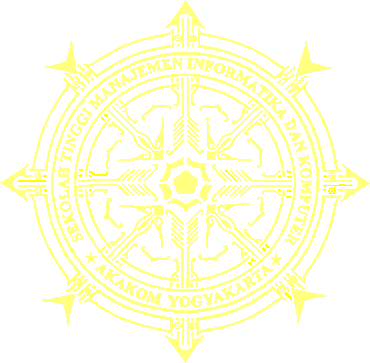 SEKOLAH TINGGI MANAJEMEN INFORMATIKA DAN KOMPUTER
★ AKAKOM YOGYAKARTA ★